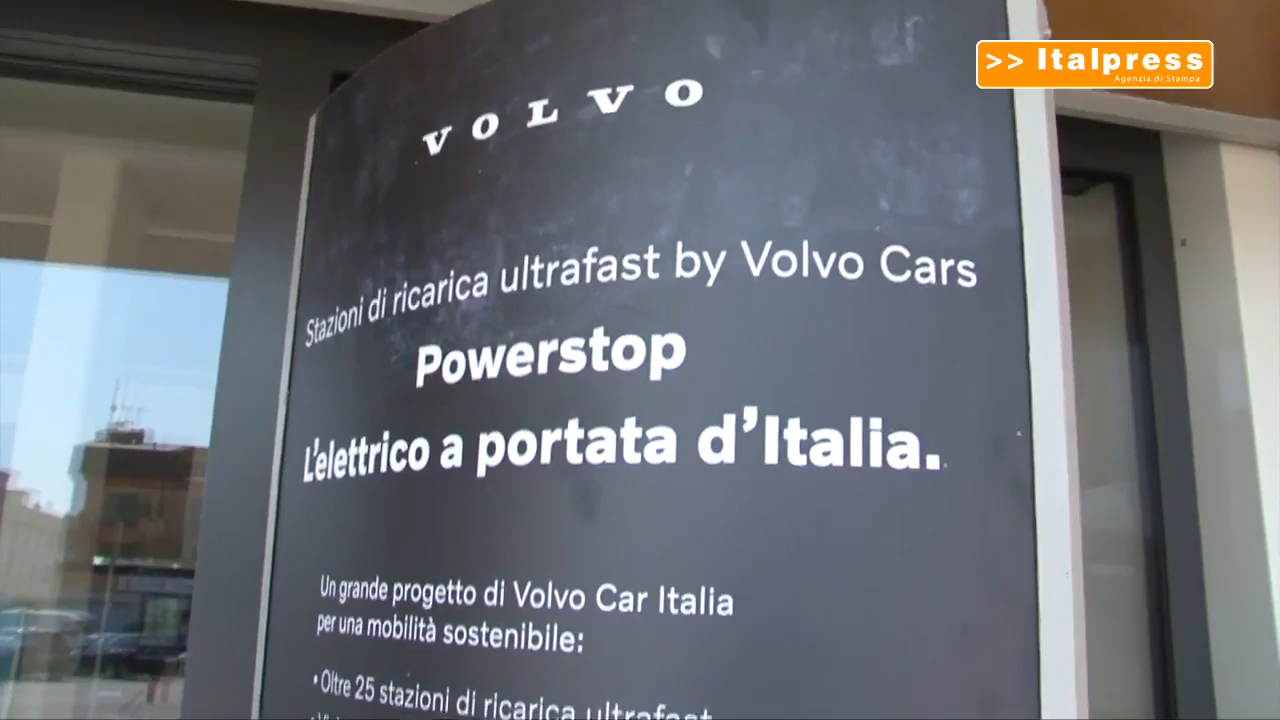 >> Italpress
Agenzia di Stampa
VOLVO
Stazioni di ricarica ultrafast by Volvo Cars
Powerstop
L'elettrico a portata d'Italia.
Un grande progetto di Volvo Car Italia
per una mobilità sostenibile:
• Oltre 25 stazioni di ricarica ultrafast